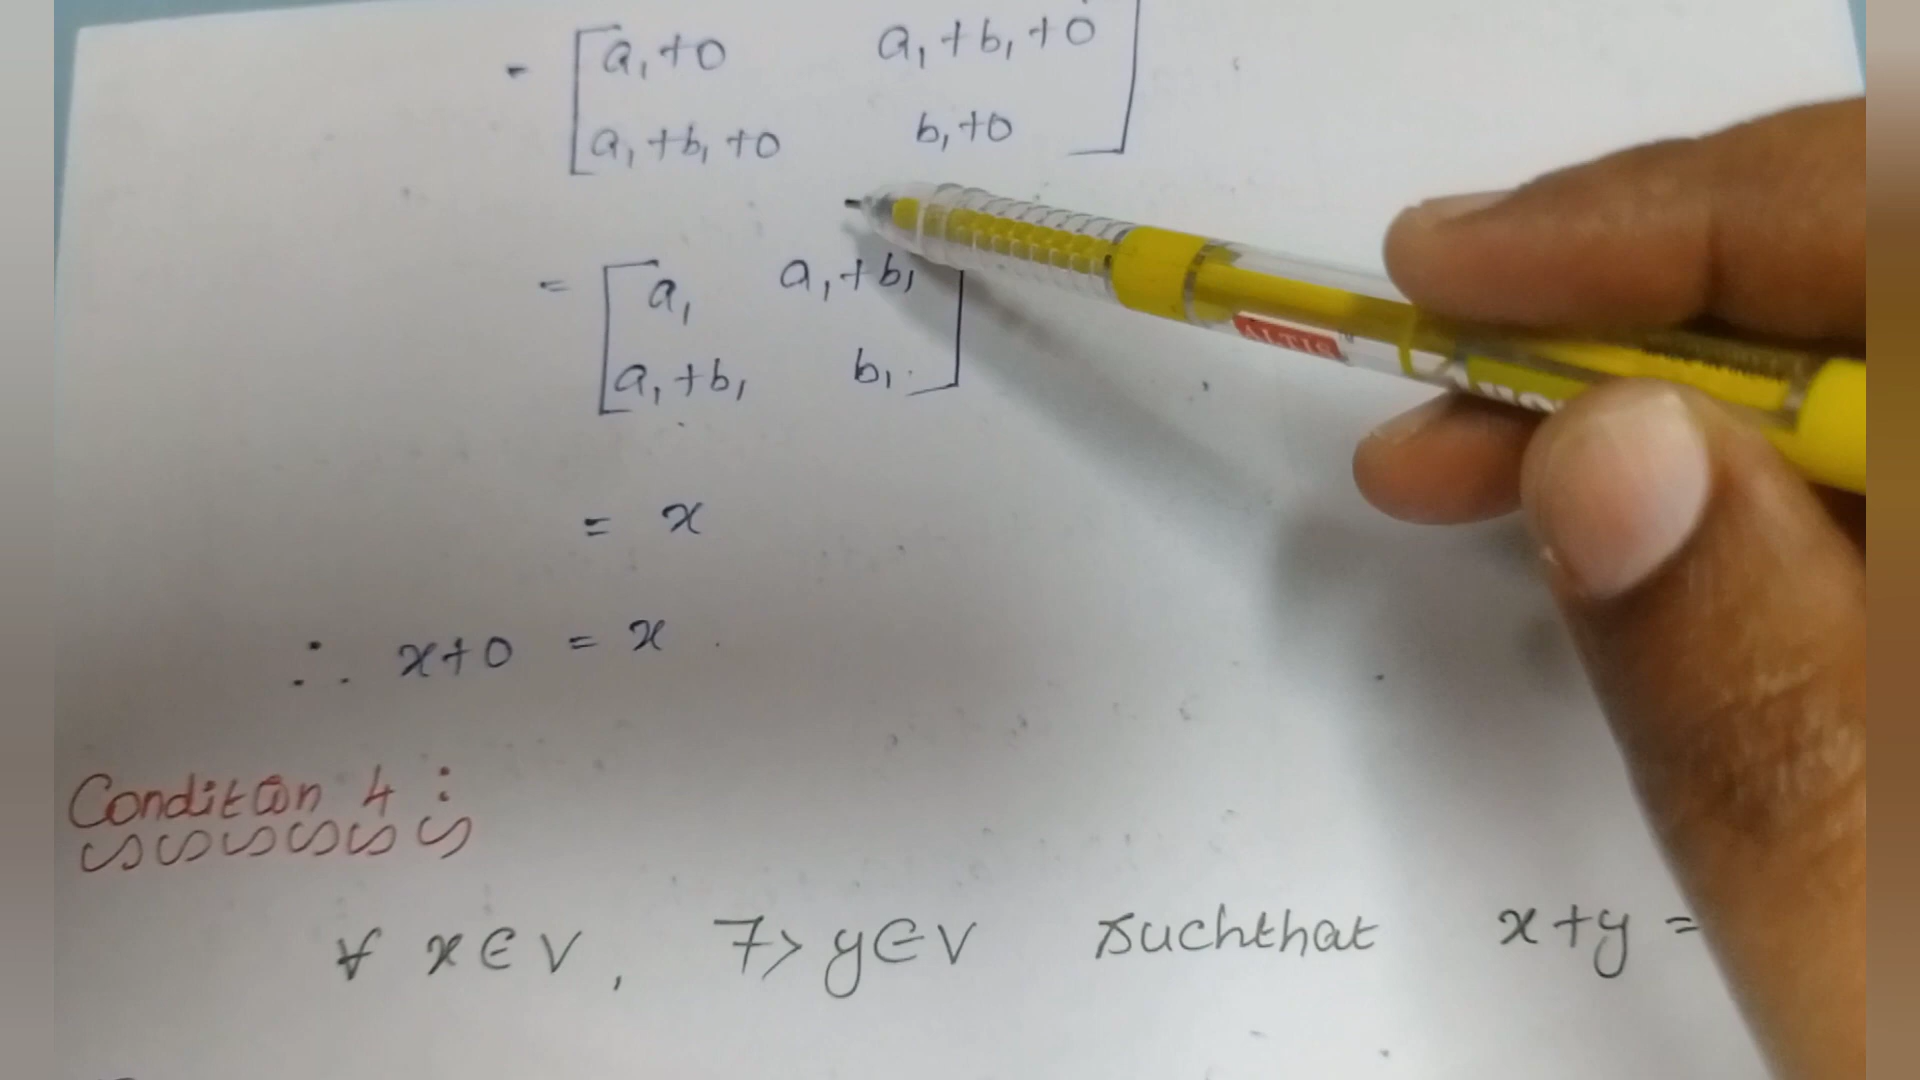 = [ a₁+0 a₁+b₁+0
a₁+b₁+0 b₁+0 ]
= [ a₁ a₁+b₁
a₁+b₁ b₁ ]
= x
∴ x+0 = x .
Condition 4 :
∀ x∈V , ∃ y∈V suchthat x+y =
ALTIS